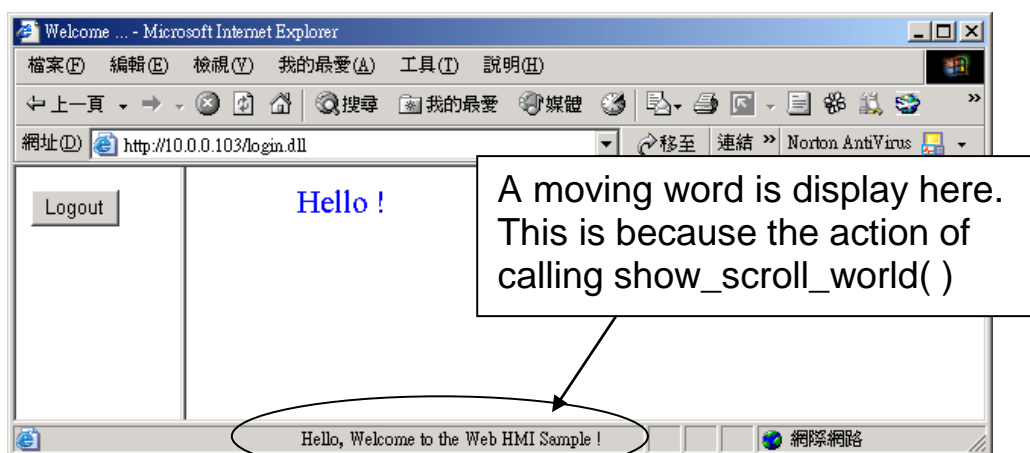 Welcome ... - Microsoft Internet Explorer
檔案(F) 編輯(E) 檢視(V) 我的最愛(A) 工具(T) 說明(H)
上一頁 搜尋 我的最愛 媒體 »
網址(D) http://10.0.0.103/login.dll 移至 連結 » Norton AntiVirus
Logout
Hello !
A moving word is display here.
This is because the action of
calling show_scroll_world( )
Hello, Welcome to the Web HMI Sample ! 網際網路